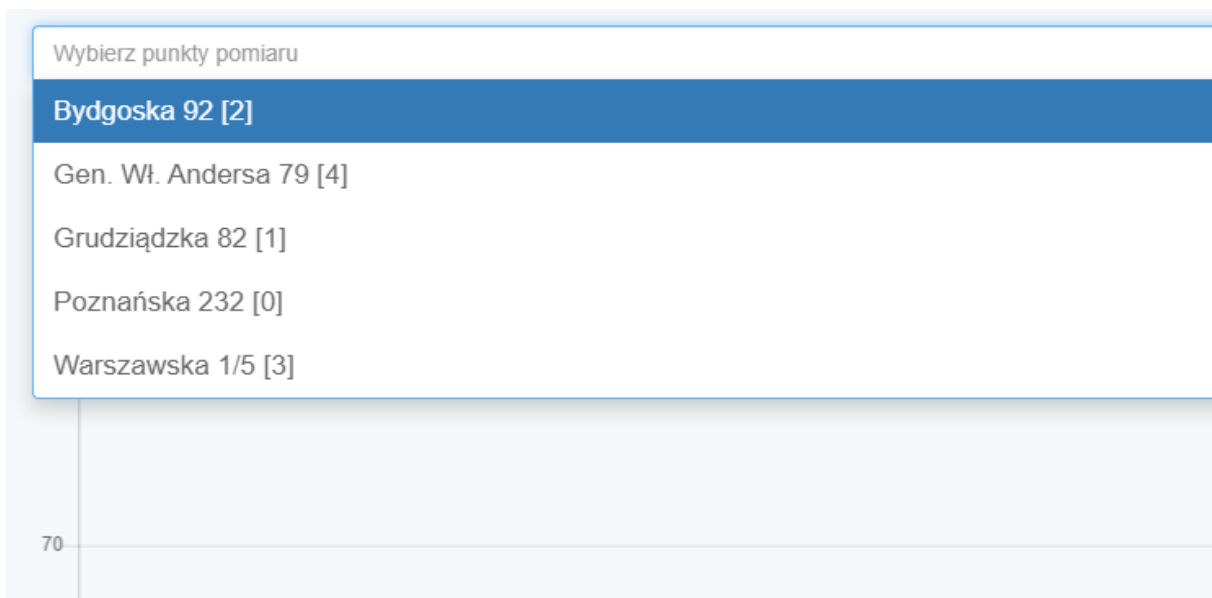 Wybierz punkty pomiaru
Bydgoska 92 [2]
Gen. Wł. Andersa 79 [4]
Grudziądzka 82 [1]
Poznańska 232 [0]
Warszawska 1/5 [3]
70